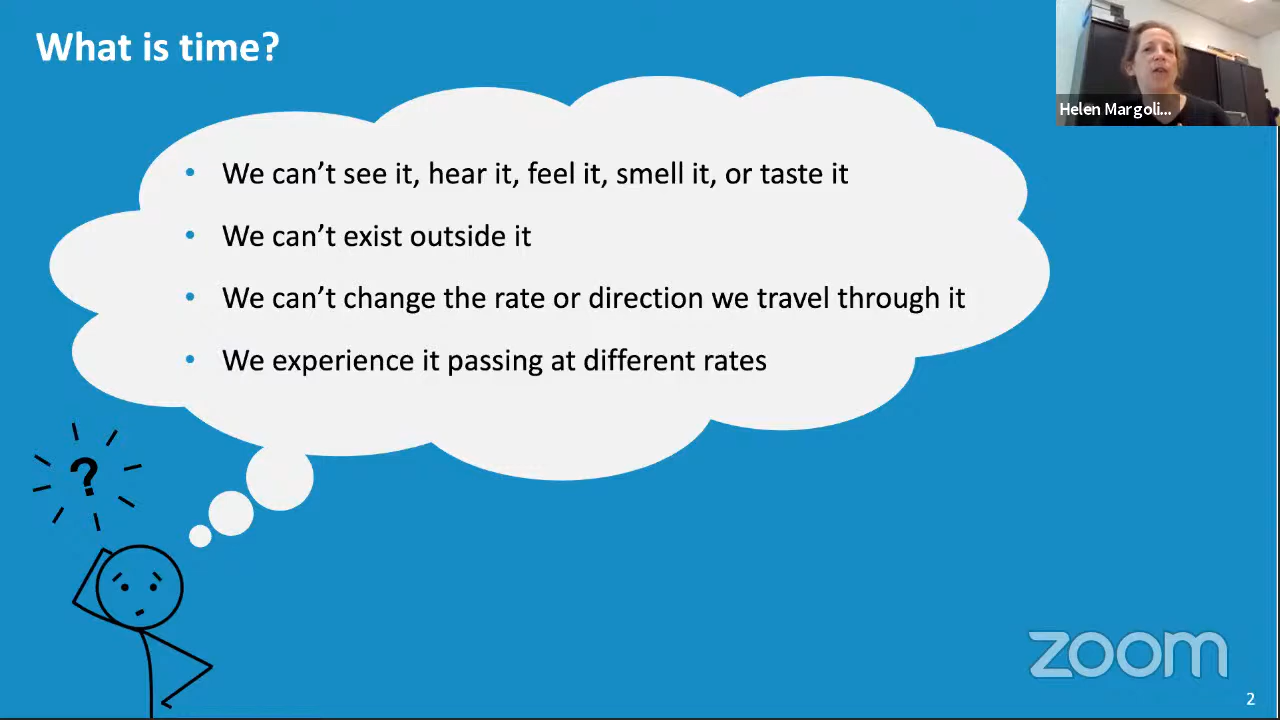 What is time?
Helen Margoli...
• We can't see it, hear it, feel it, smell it, or taste it
• We can't exist outside it
• We can't change the rate or direction we travel through it
• We experience it passing at different rates
?
zoom
2